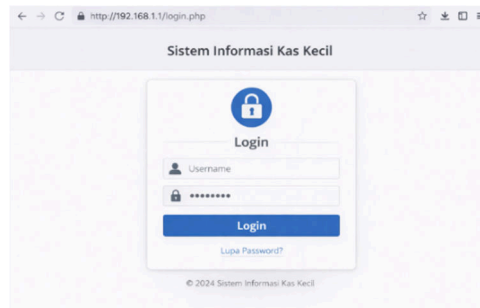 http://192.168.1.1/login.php
Sistem Informasi Kas Kecil
Login
Username
••••••••
Login
Lupa Password?
© 2024 Sistem Informasi Kas Kecil